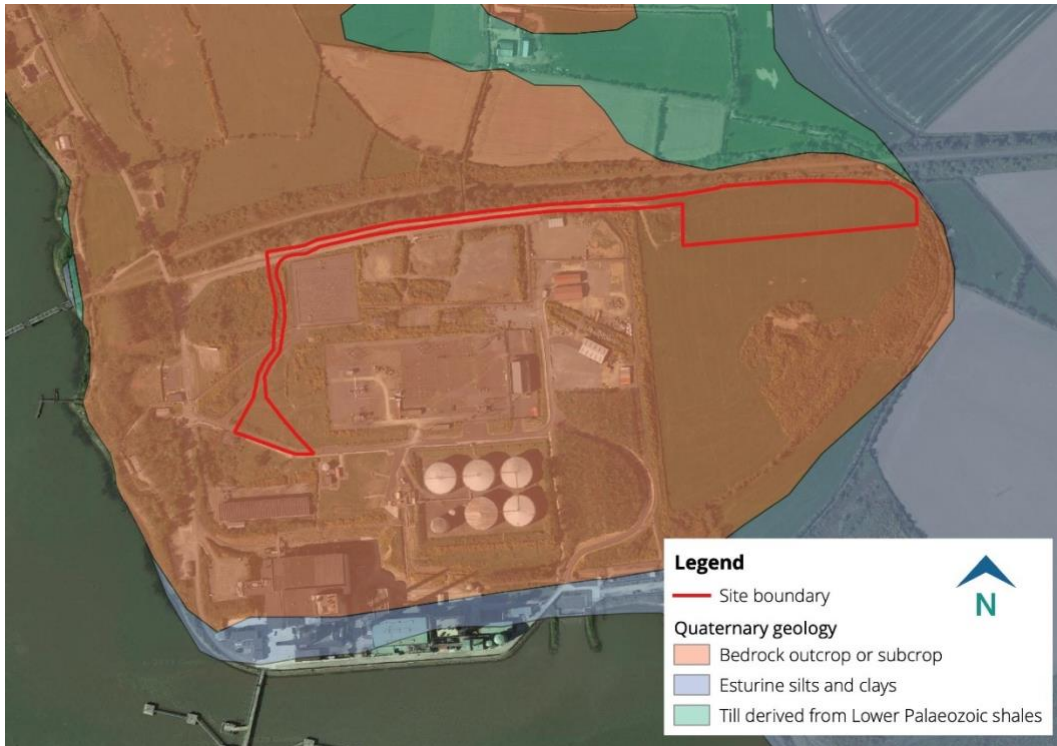 Legend
Site boundary
N
Quaternary geology
Bedrock outcrop or subcrop
Esturine silts and clays
Till derived from Lower Palaeozoic shales